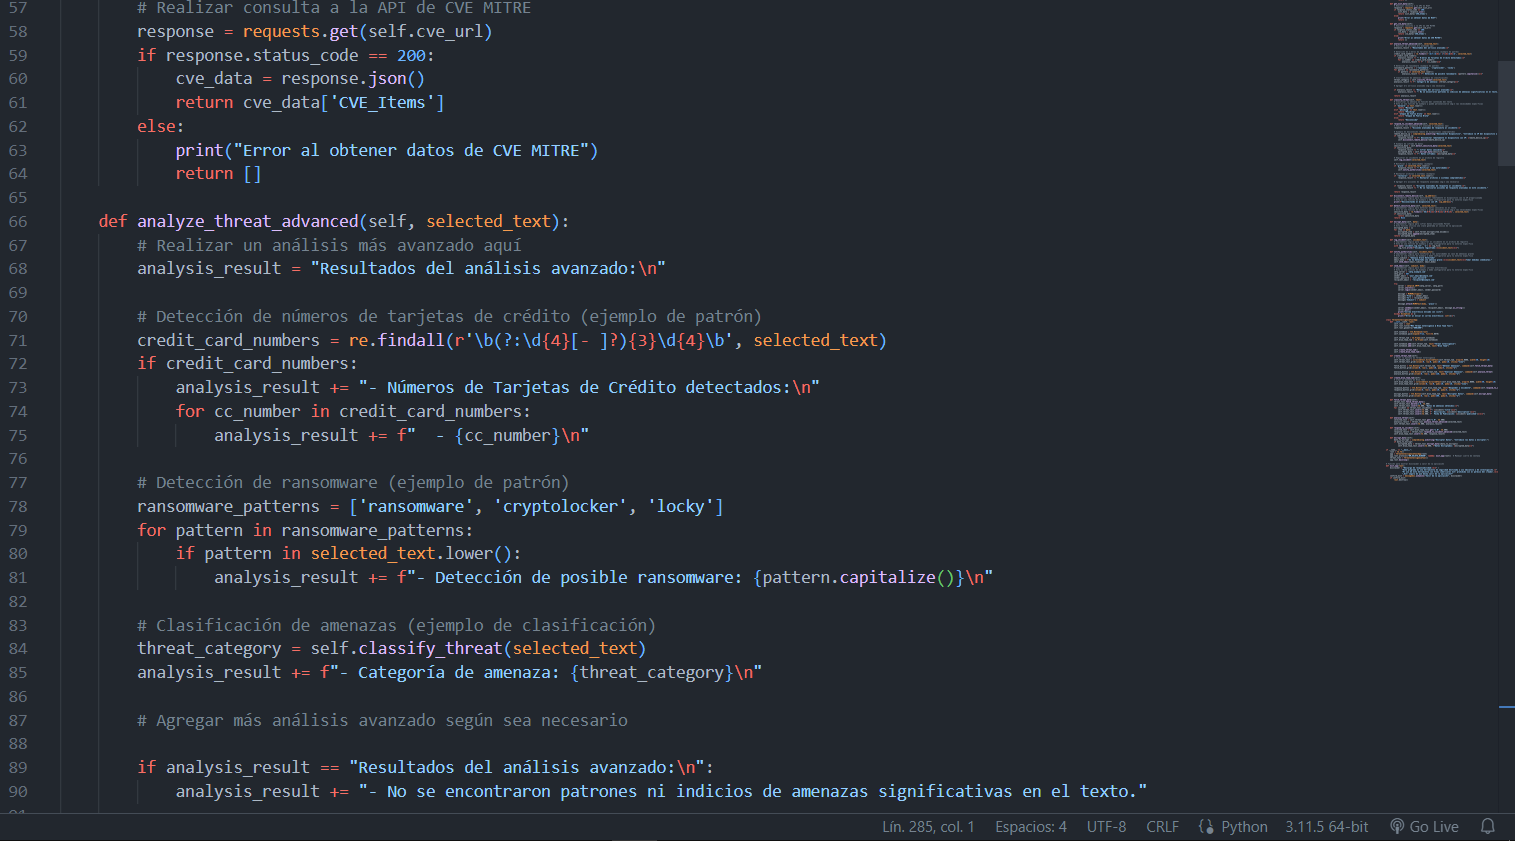 57 # Realizar consulta a la API de CVE MITRE
58 response = requests.get(self.cve_url)
59 if response.status_code == 200:
60 cve_data = response.json()
61 return cve_data['CVE_Items']
62 else:
63 print("Error al obtener datos de CVE MITRE")
64 return []
65
66 def analyze_threat_advanced(self, selected_text):
67 # Realizar un análisis más avanzado aquí
68 analysis_result = "Resultados del análisis avanzado:\n"
69
70 # Detección de números de tarjetas de crédito (ejemplo de patrón)
71 credit_card_numbers = re.findall(r'\b(?:\d{4}[- ]?){3}\d{4}\b', selected_text)
72 if credit_card_numbers:
73 analysis_result += "- Números de Tarjetas de Crédito detectados:\n"
74 for cc_number in credit_card_numbers:
75 analysis_result += f"  - {cc_number}\n"
76
77 # Detección de ransomware (ejemplo de patrón)
78 ransomware_patterns = ['ransomware', 'cryptolocker', 'locky']
79 for pattern in ransomware_patterns:
80 if pattern in selected_text.lower():
81 analysis_result += f"- Detección de posible ransomware: {pattern.capitalize()}\n"
82
83 # Clasificación de amenazas (ejemplo de clasificación)
84 threat_category = self.classify_threat(selected_text)
85 analysis_result += f"- Categoría de amenaza: {threat_category}\n"
86
87 # Agregar más análisis avanzado según sea necesario
88
89 if analysis_result == "Resultados del análisis avanzado:\n":
90 analysis_result += "- No se encontraron patrones ni indicios de amenazas significativas en el texto."
Lín. 285, col. 1 Espacios: 4 UTF-8 CRLF Python 3.11.5 64-bit Go Live